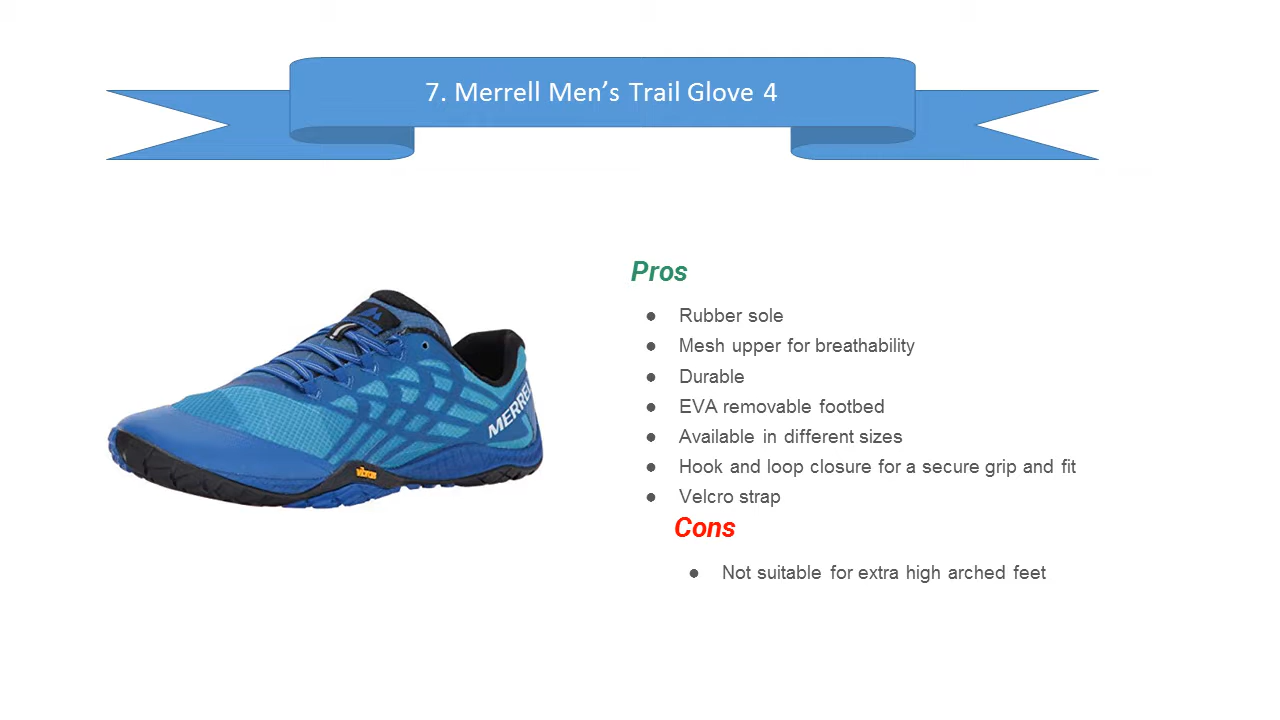 7. Merrell Men’s Trail Glove 4
Pros
● Rubber sole
● Mesh upper for breathability
● Durable
● EVA removable footbed
● Available in different sizes
● Hook and loop closure for a secure grip and fit
● Velcro strap
Cons
● Not suitable for extra high arched feet
MERREL
vibram